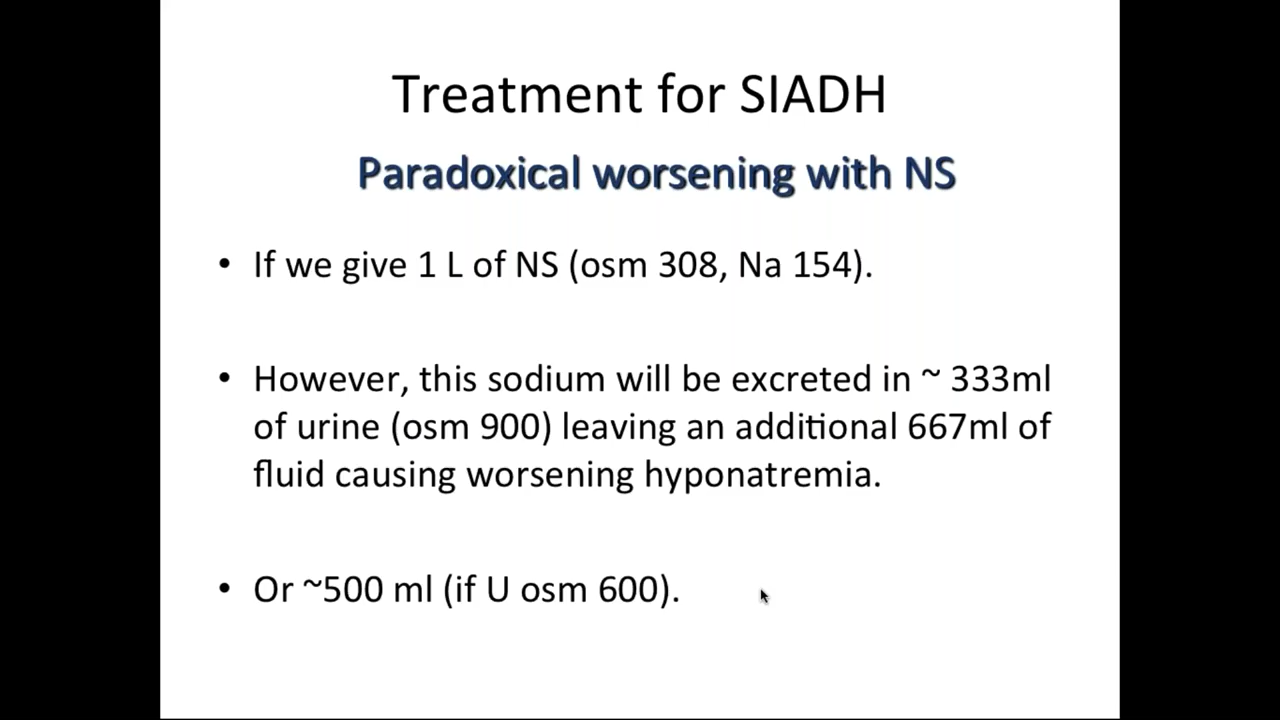 Treatment for SIADH
Paradoxical worsening with NS
• If we give 1 L of NS (osm 308, Na 154).
• However, this sodium will be excreted in ~ 333ml
of urine (osm 900) leaving an additional 667ml of
fluid causing worsening hyponatremia.
• Or ~500 ml (if U osm 600).